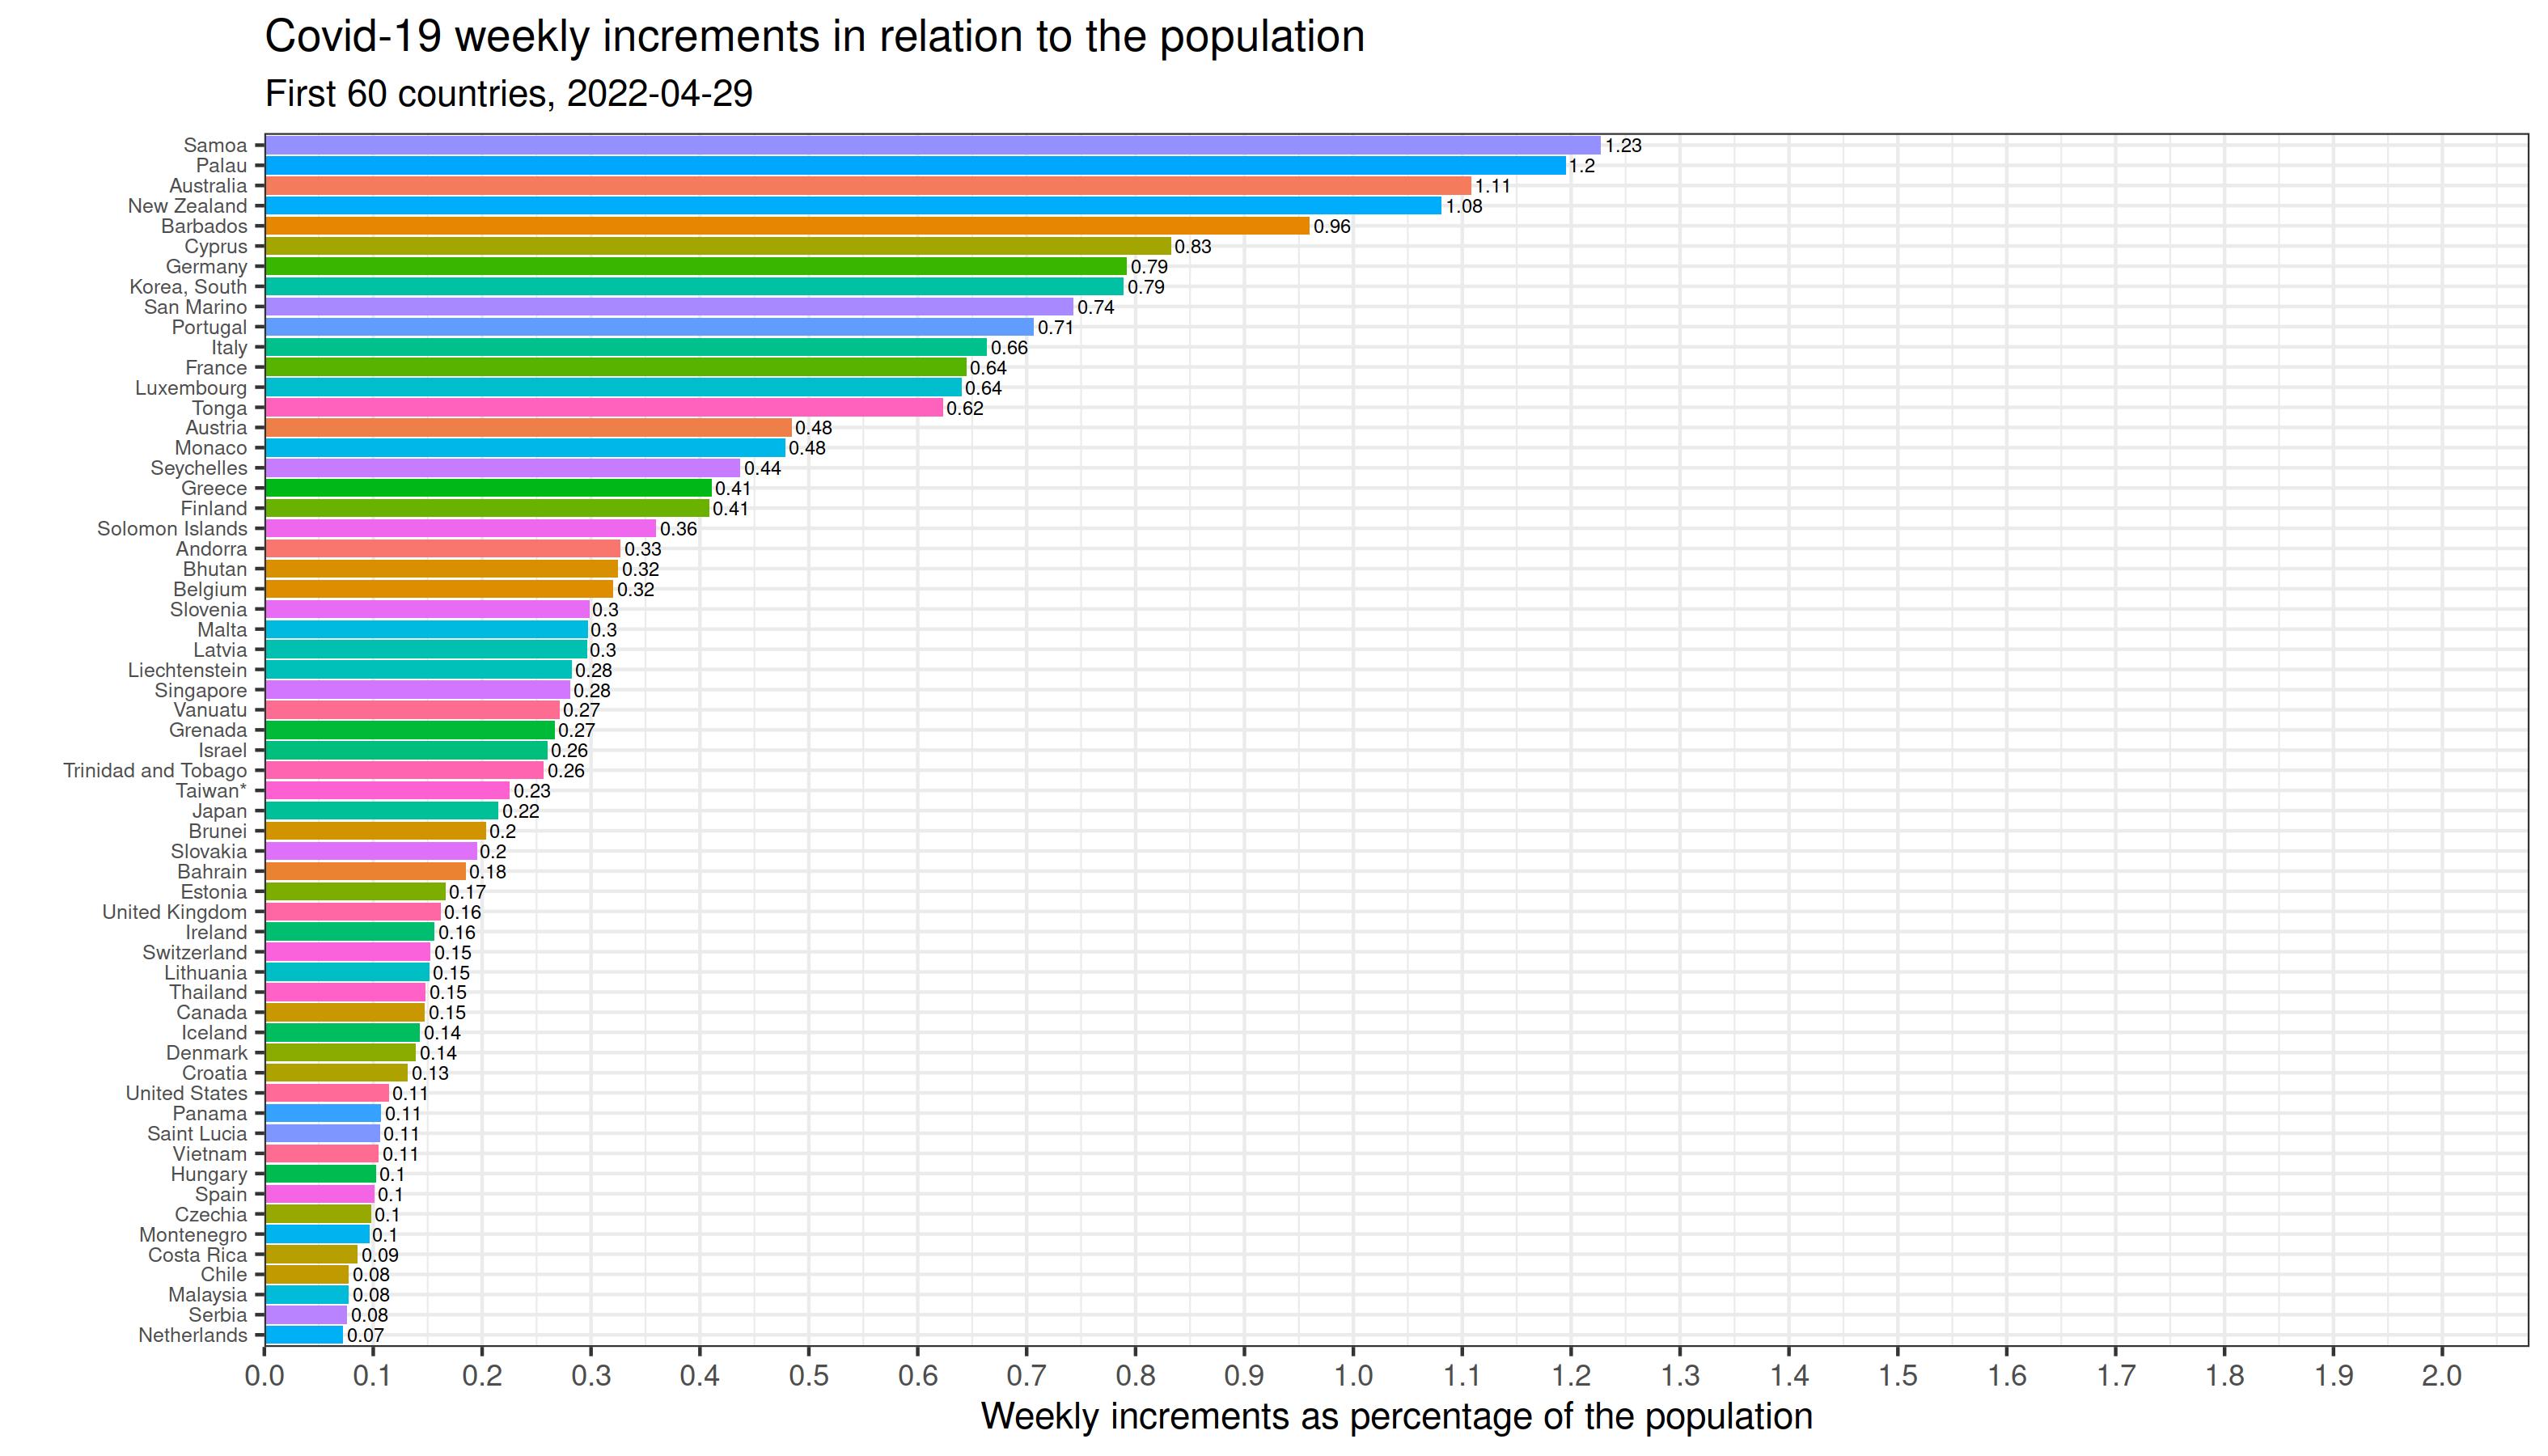 Covid-19 weekly increments in relation to the population
First 60 countries, 2022-04-29
Samoa 1.23
Palau 1.2
Australia 1.11
New Zealand 1.08
Barbados 0.96
Cyprus 0.83
Germany 0.79
Korea, South 0.79
San Marino 0.74
Portugal 0.71
Italy 0.66
France 0.64
Luxembourg 0.64
Tonga 0.62
Austria 0.48
Monaco 0.48
Seychelles 0.44
Greece 0.41
Finland 0.41
Solomon Islands 0.36
Andorra 0.33
Bhutan 0.32
Belgium 0.32
Slovenia 0.3
Malta 0.3
Latvia 0.3
Liechtenstein 0.28
Singapore 0.28
Vanuatu 0.27
Grenada 0.27
Israel 0.26
Trinidad and Tobago 0.26
Taiwan* 0.23
Japan 0.22
Brunei 0.2
Slovakia 0.2
Bahrain 0.18
Estonia 0.17
United Kingdom 0.16
Ireland 0.16
Switzerland 0.15
Lithuania 0.15
Thailand 0.15
Canada 0.15
Iceland 0.14
Denmark 0.14
Croatia 0.13
United States 0.11
Panama 0.11
Saint Lucia 0.11
Vietnam 0.11
Hungary 0.1
Spain 0.1
Czechia 0.1
Montenegro 0.1
Costa Rica 0.09
Chile 0.08
Malaysia 0.08
Serbia 0.08
Netherlands 0.07
0.0 0.1 0.2 0.3 0.4 0.5 0.6 0.7 0.8 0.9 1.0 1.1 1.2 1.3 1.4 1.5 1.6 1.7 1.8 1.9 2.0
Weekly increments as percentage of the population